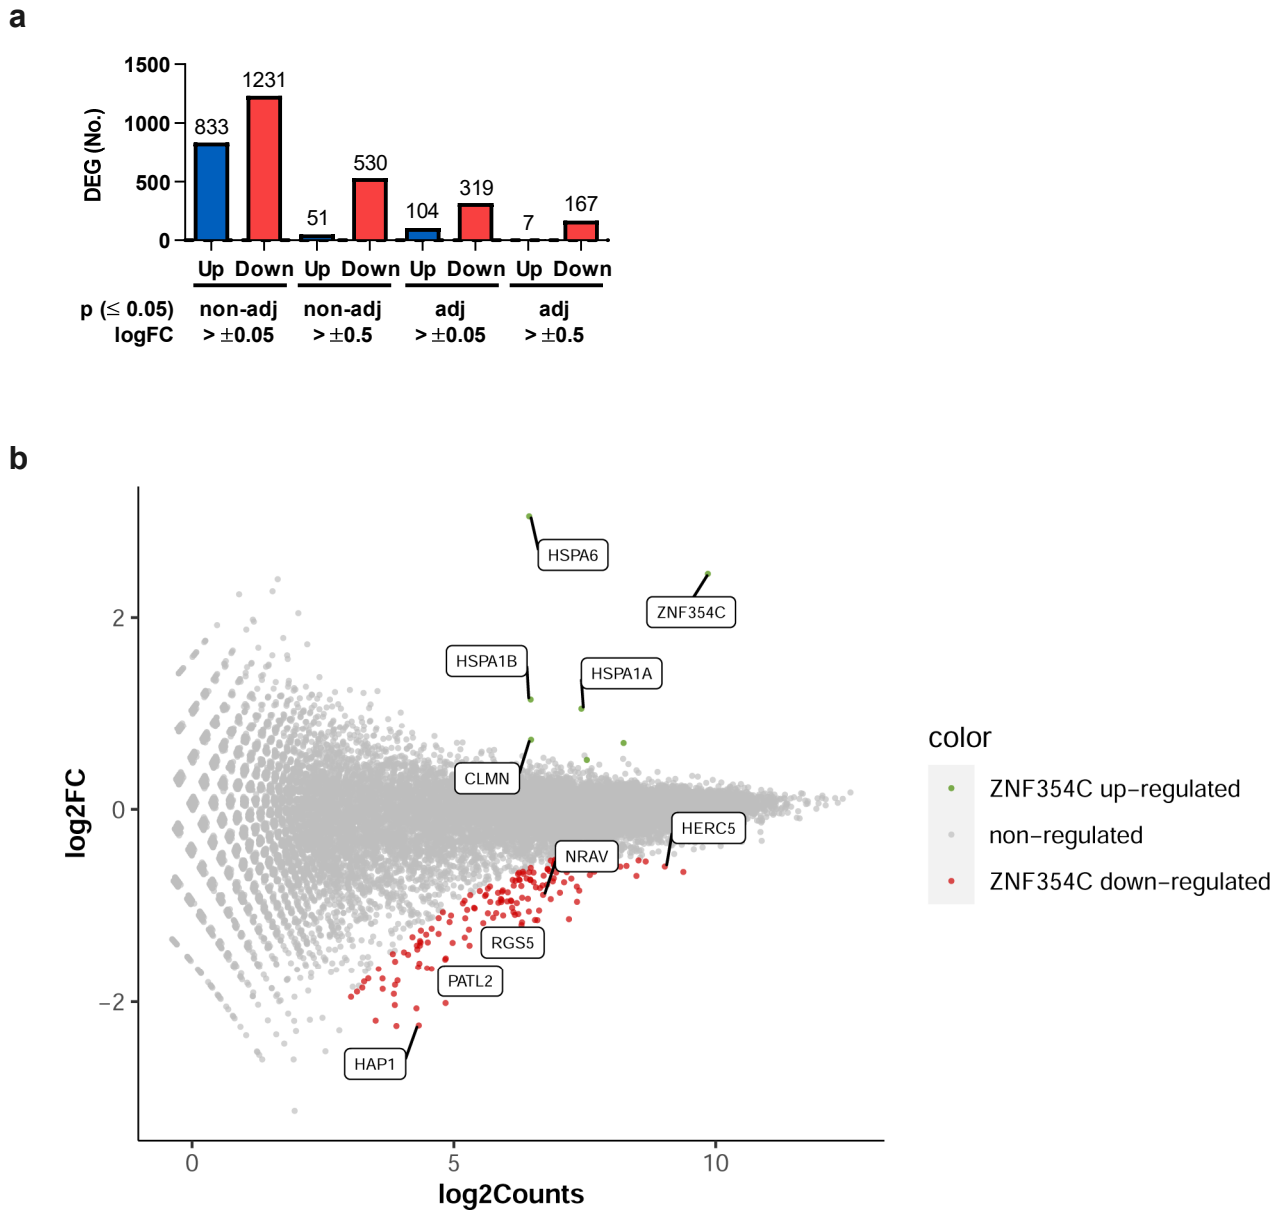 a
1500
1000
500
0
DEG (No.)
833
1231
51
530
104
319
7
167
Up Down Up Down Up Down Up Down
p (≤ 0.05) non-adj non-adj adj adj
logFC > ±0.05 > ±0.5 > ±0.05 > ±0.5
b
HSPA6
ZNF354C
2
HSPA1B
HSPA1A
color
CLMN
ZNF354C up−regulated
0
log2FC
HERC5
non−regulated
NRAV
ZNF354C down−regulated
RGS5
PATL2
−2
HAP1
0 5 10
log2Counts